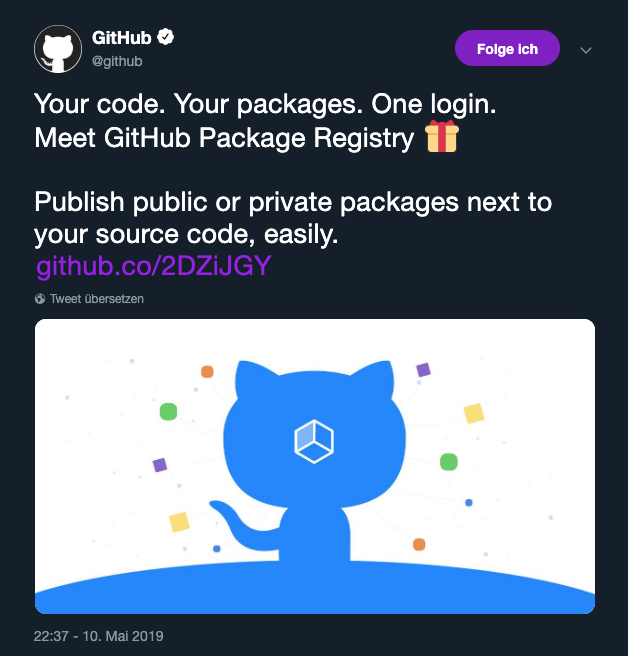 GitHub
@github
Folge ich
Your code. Your packages. One login.
Meet GitHub Package Registry 🎁
Publish public or private packages next to
your source code, easily.
github.co/2DZiJGY
Tweet übersetzen
22:37 - 10. Mai 2019